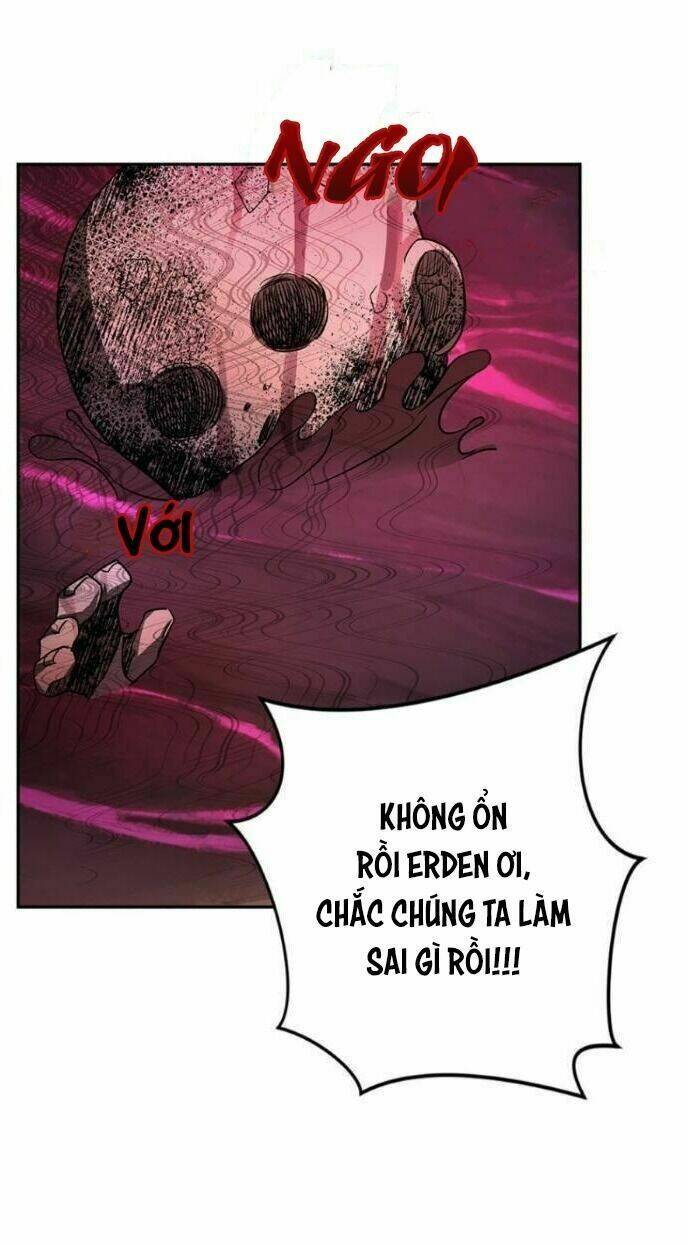 NGOI
VỚI
KHÔNG ỔN
RỒI ERDEN ƠI,
CHẮC CHÚNG TA LÀM
SAI GÌ RỒI!!!